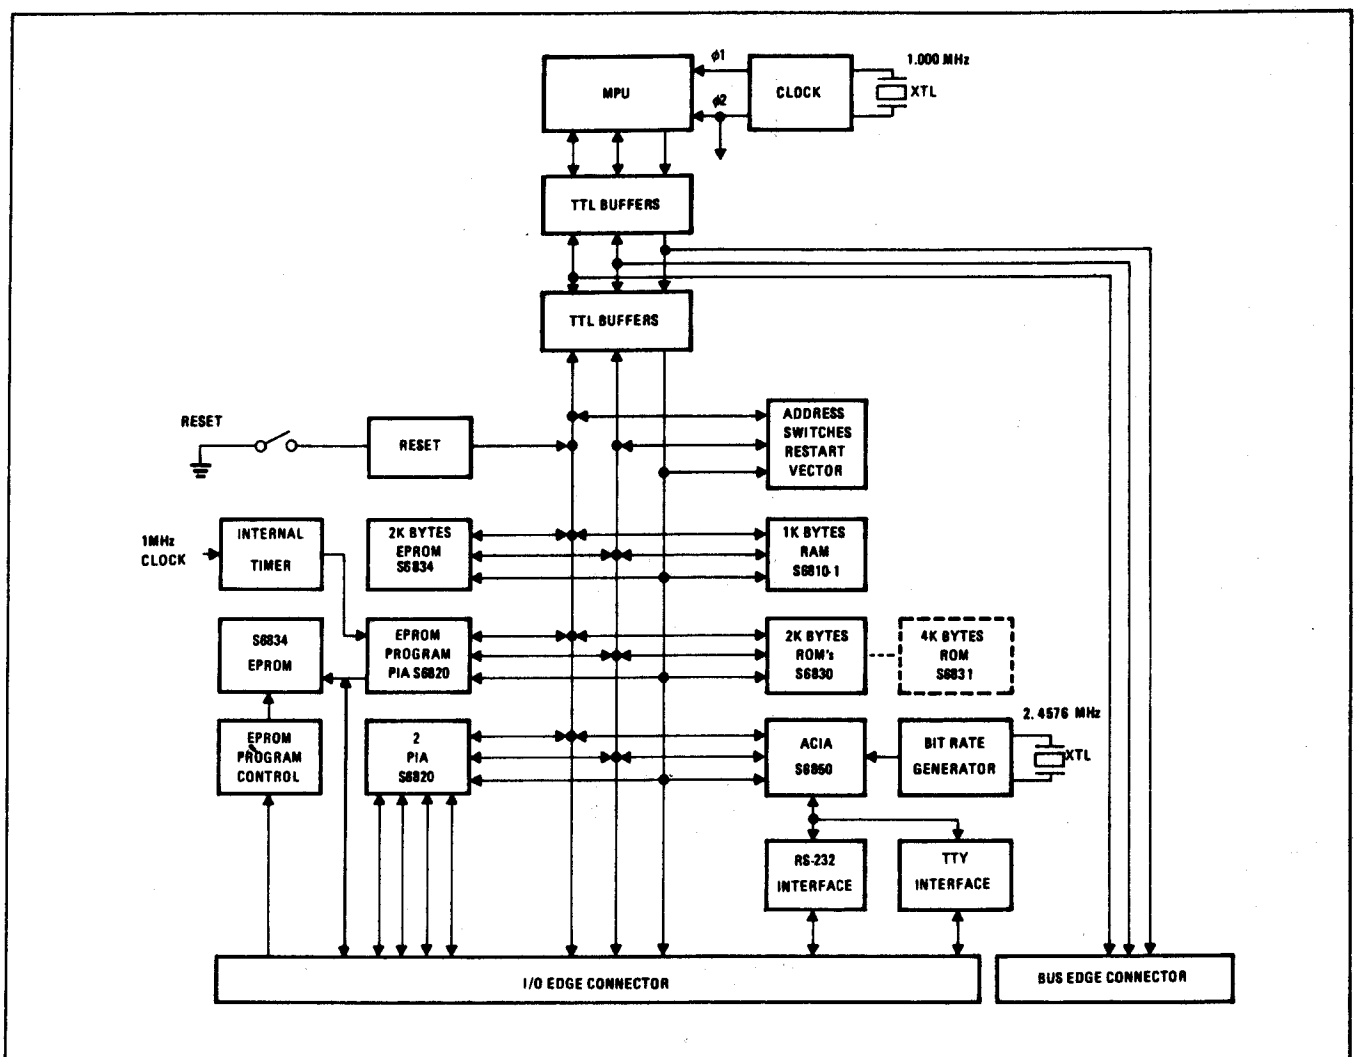 ϕ1
1.000 MHz
MPU
CLOCK
XTL
ϕ2
TTL BUFFERS
TTL BUFFERS
RESET
RESET
ADDRESS
SWITCHES
RESTART
VECTOR
1MHz
CLOCK
INTERNAL
TIMER
2K BYTES
EPROM
S6834
1K BYTES
RAM
S6810-1
S6834
EPROM
EPROM
PROGRAM
PIA S6820
2K BYTES
ROM's
S6830
4K BYTES
ROM
S6831
EPROM
PROGRAM
CONTROL
2
PIA
S6820
ACIA
S6850
BIT RATE
GENERATOR
2.4576 MHz
XTL
RS-232
INTERFACE
TTY
INTERFACE
I/O EDGE CONNECTOR
BUS EDGE CONNECTOR